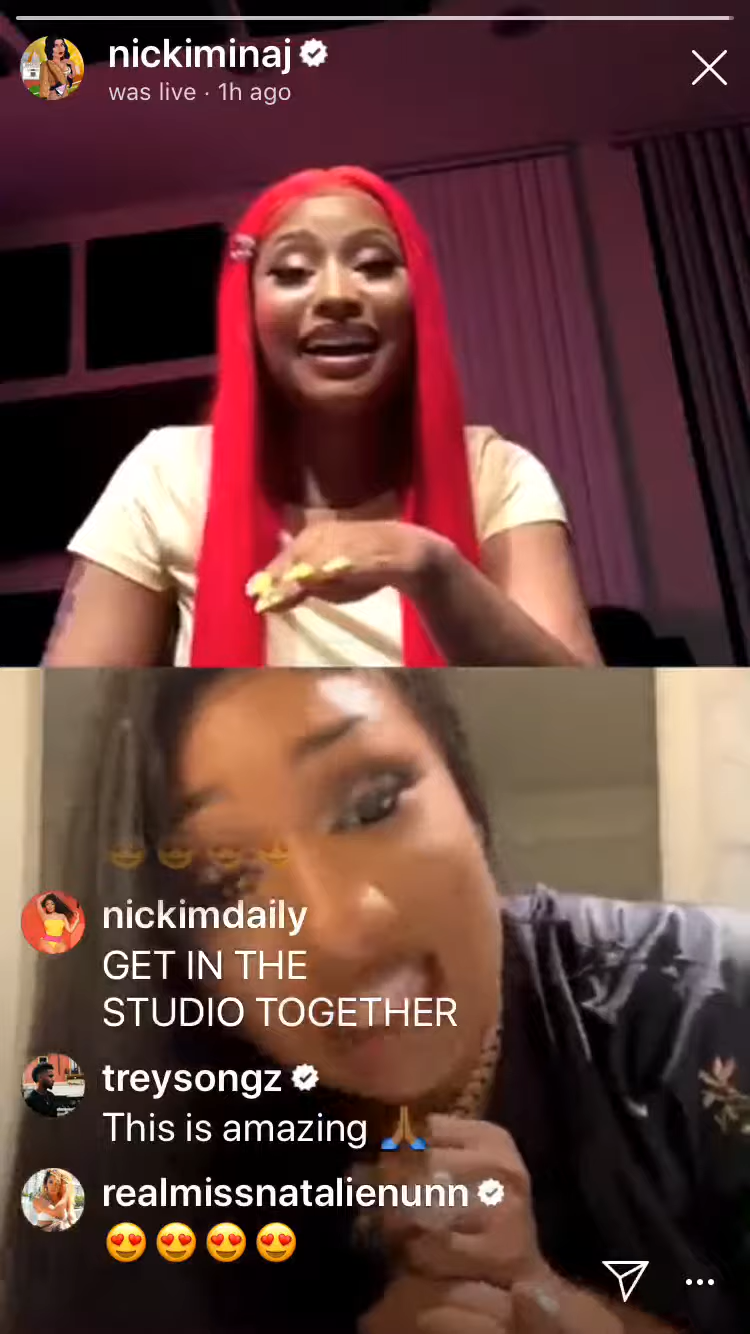 nickiminaj
was live · 1h ago
nickimdaily
GET IN THE
STUDIO TOGETHER
treysongz
This is amazing 🙏🏾
realmissnatalienunn
😍😍😍😍